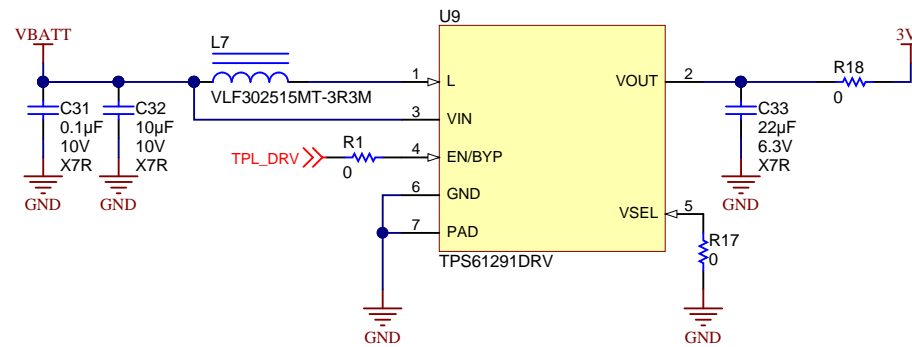 U9
VBATT
L7
3V
1
L
VOUT
2
R18
C31
0.1µF
10V
X7R
C32
10µF
10V
X7R
VLF302515MT-3R3M
0
3
VIN
C33
22µF
6.3V
X7R
R1
TPL_DRV
0
4
EN/BYP
GND
GND
6
GND
GND
VSEL
5
7
PAD
R17
0
TPS61291DRV
GND
GND